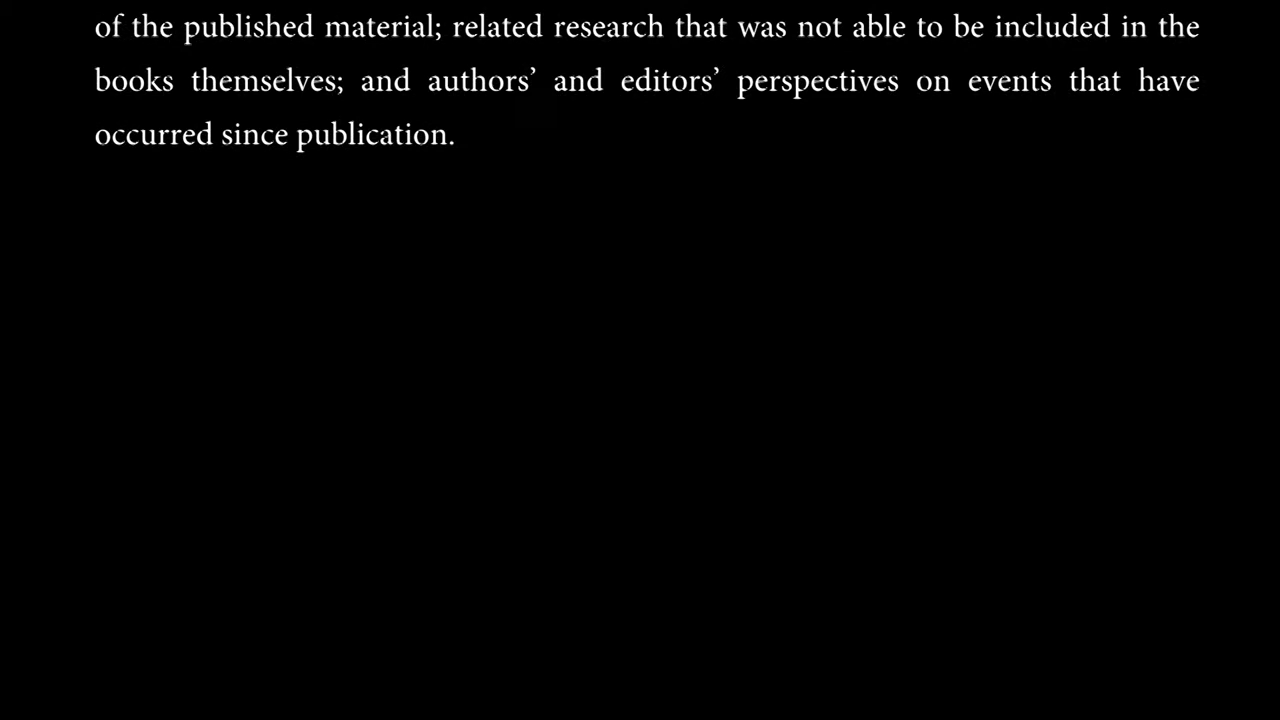 of the published material; related research that was not able to be included in the
books themselves; and authors’ and editors’ perspectives on events that have
occurred since publication.